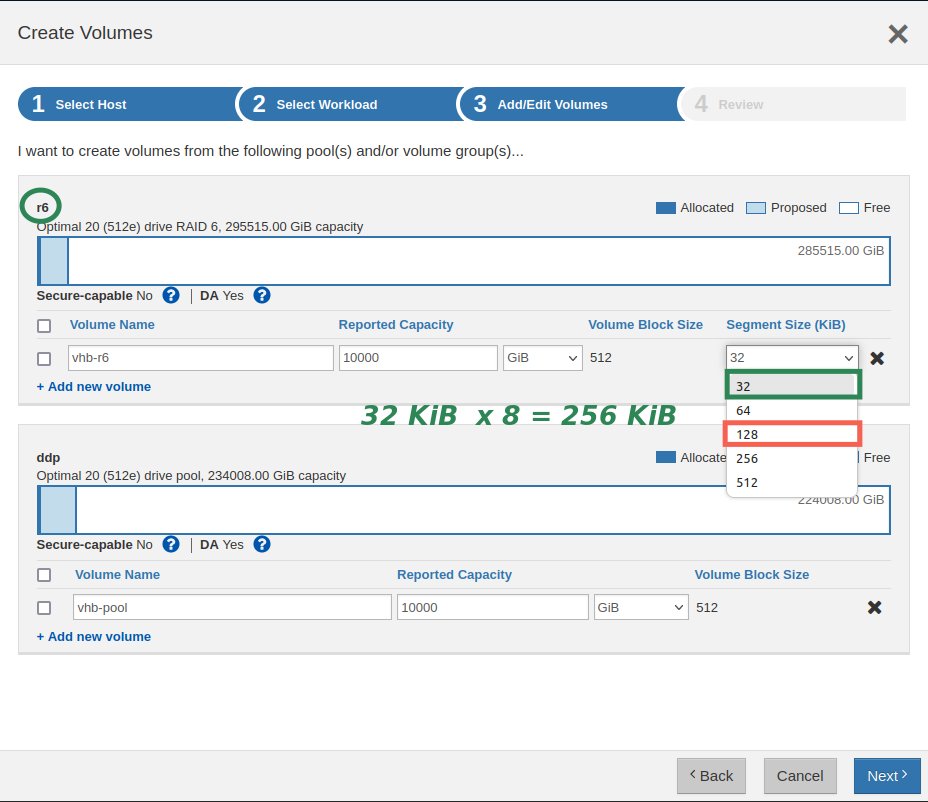 Create Volumes
1 Select Host 2 Select Workload 3 Add/Edit Volumes 4 Review
I want to create volumes from the following pool(s) and/or volume group(s)...
r6
Allocated Proposed Free
Optimal 20 (512e) drive RAID 6, 295515.00 GiB capacity
285515.00 GiB
Secure-capable No ? | DA Yes ?
Volume Name Reported Capacity Volume Block Size Segment Size (KiB)
vhb-r6 10000 GiB 512 32
+ Add new volume
32
64
128
256
512
32 KiB x 8 = 256 KiB
ddp
Allocate Free
Optimal 20 (512e) drive pool, 234008.00 GiB capacity
224008.00 GiB
Secure-capable No ? | DA Yes ?
Volume Name Reported Capacity Volume Block Size
vhb-pool 10000 GiB 512
+ Add new volume
Back Cancel Next